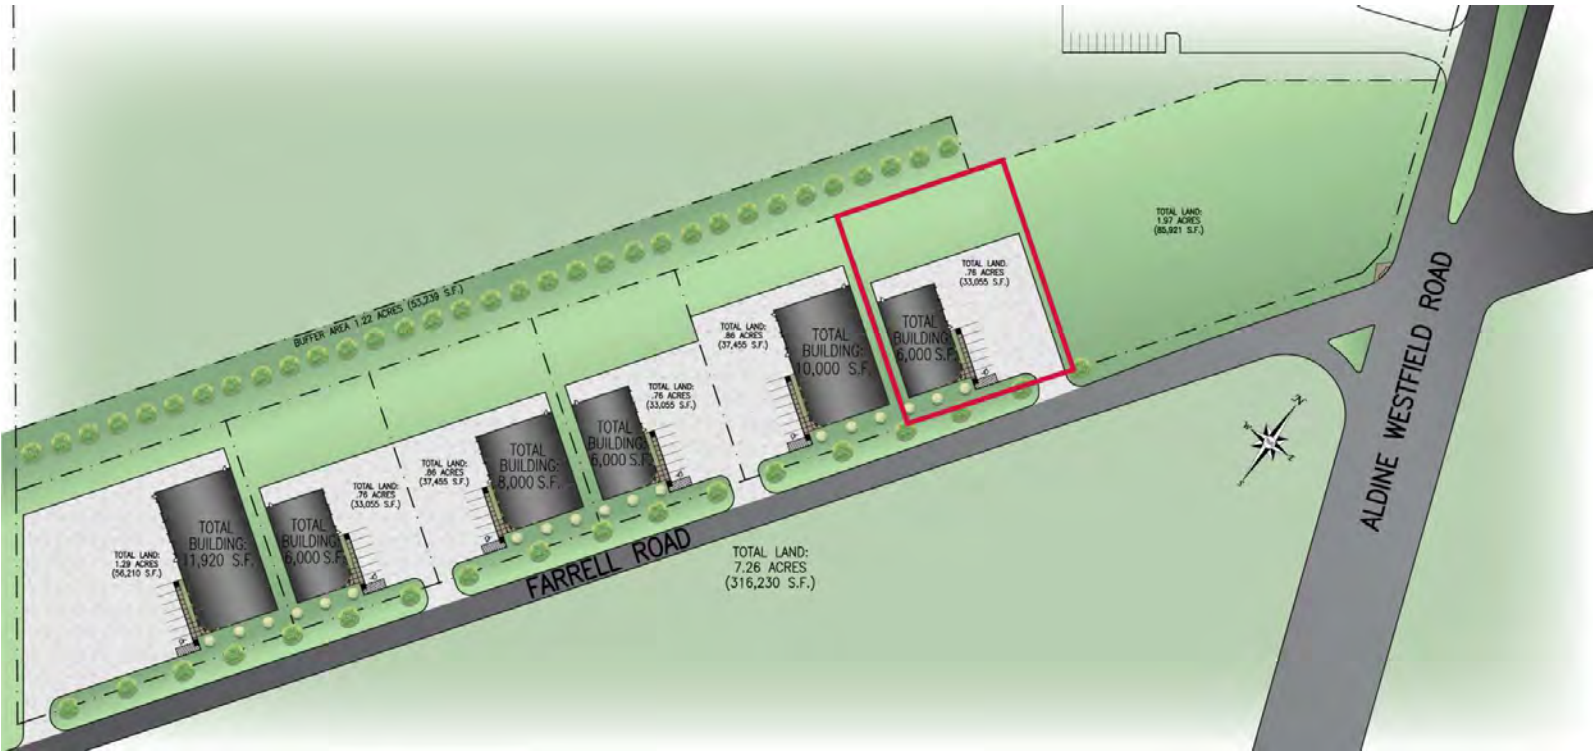 BUFFER AREA 1.22 ACRES (53,239 S.F.)
TOTAL LAND:
1.97 ACRES
(85,921 S.F.)
TOTAL LAND:
.76 ACRES
(33,055 S.F.)
TOTAL
BUILDING:
6,000 S.F.
TOTAL LAND:
.86 ACRES
(37,455 S.F.)
TOTAL
BUILDING:
10,000 S.F.
TOTAL LAND:
.76 ACRES
(33,055 S.F.)
TOTAL
BUILDING:
6,000 S.F.
TOTAL LAND:
.86 ACRES
(37,455 S.F.)
TOTAL
BUILDING:
8,000 S.F.
TOTAL LAND:
.76 ACRES
(33,055 S.F.)
TOTAL
BUILDING:
6,000 S.F.
TOTAL LAND:
1.29 ACRES
(56,210 S.F.)
TOTAL
BUILDING:
11,920 S.F.
FARRELL ROAD
TOTAL LAND:
7.26 ACRES
(316,230 S.F.)
ALDINE WESTFIELD ROAD